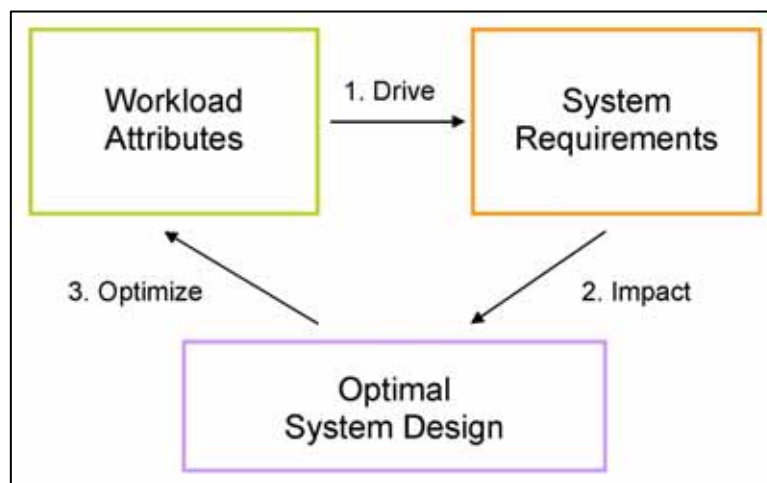 Workload
Attributes
1. Drive
System
Requirements
3. Optimize
2. Impact
Optimal
System Design